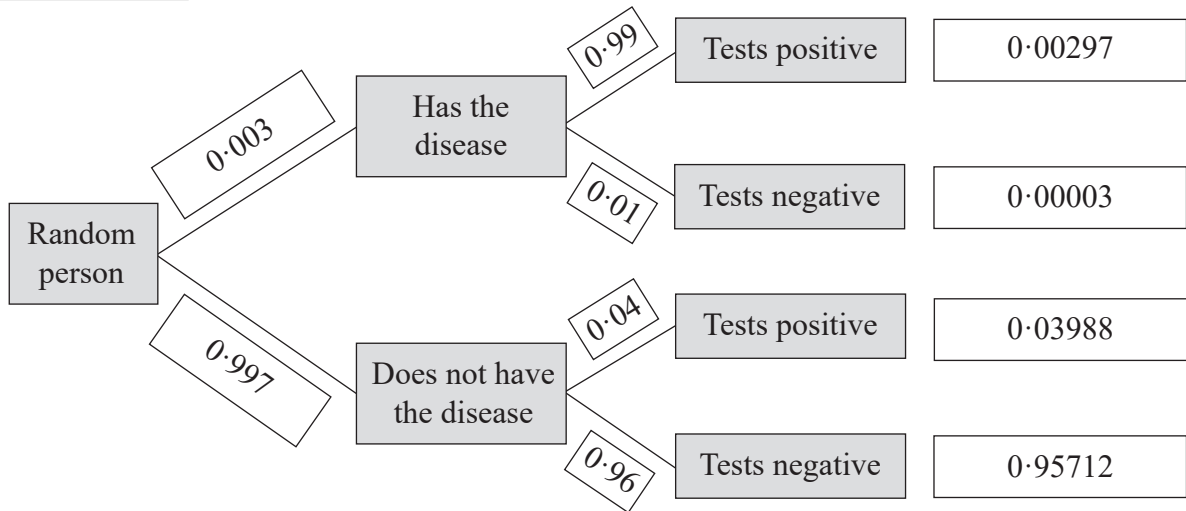 0·99
Tests positive
0·00297
Has the
disease
0·003
0·01
Tests negative
0·00003
Random
person
0·04
Tests positive
0·03988
0·997
Does not have
the disease
0·96
Tests negative
0·95712